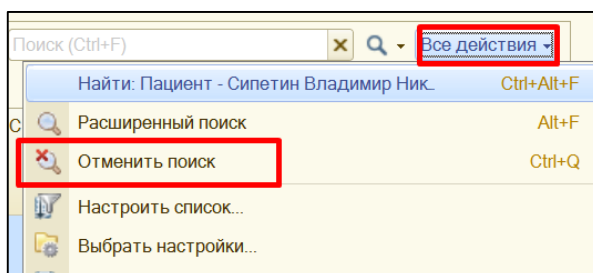 Поиск (Ctrl+F) Все действия
Найти: Пациент - Сипетин Владимир Ник... Ctrl+Alt+F
С
Расширенный поиск Alt+F
Отменить поиск Ctrl+Q
Настроить список...
Выбрать настройки...